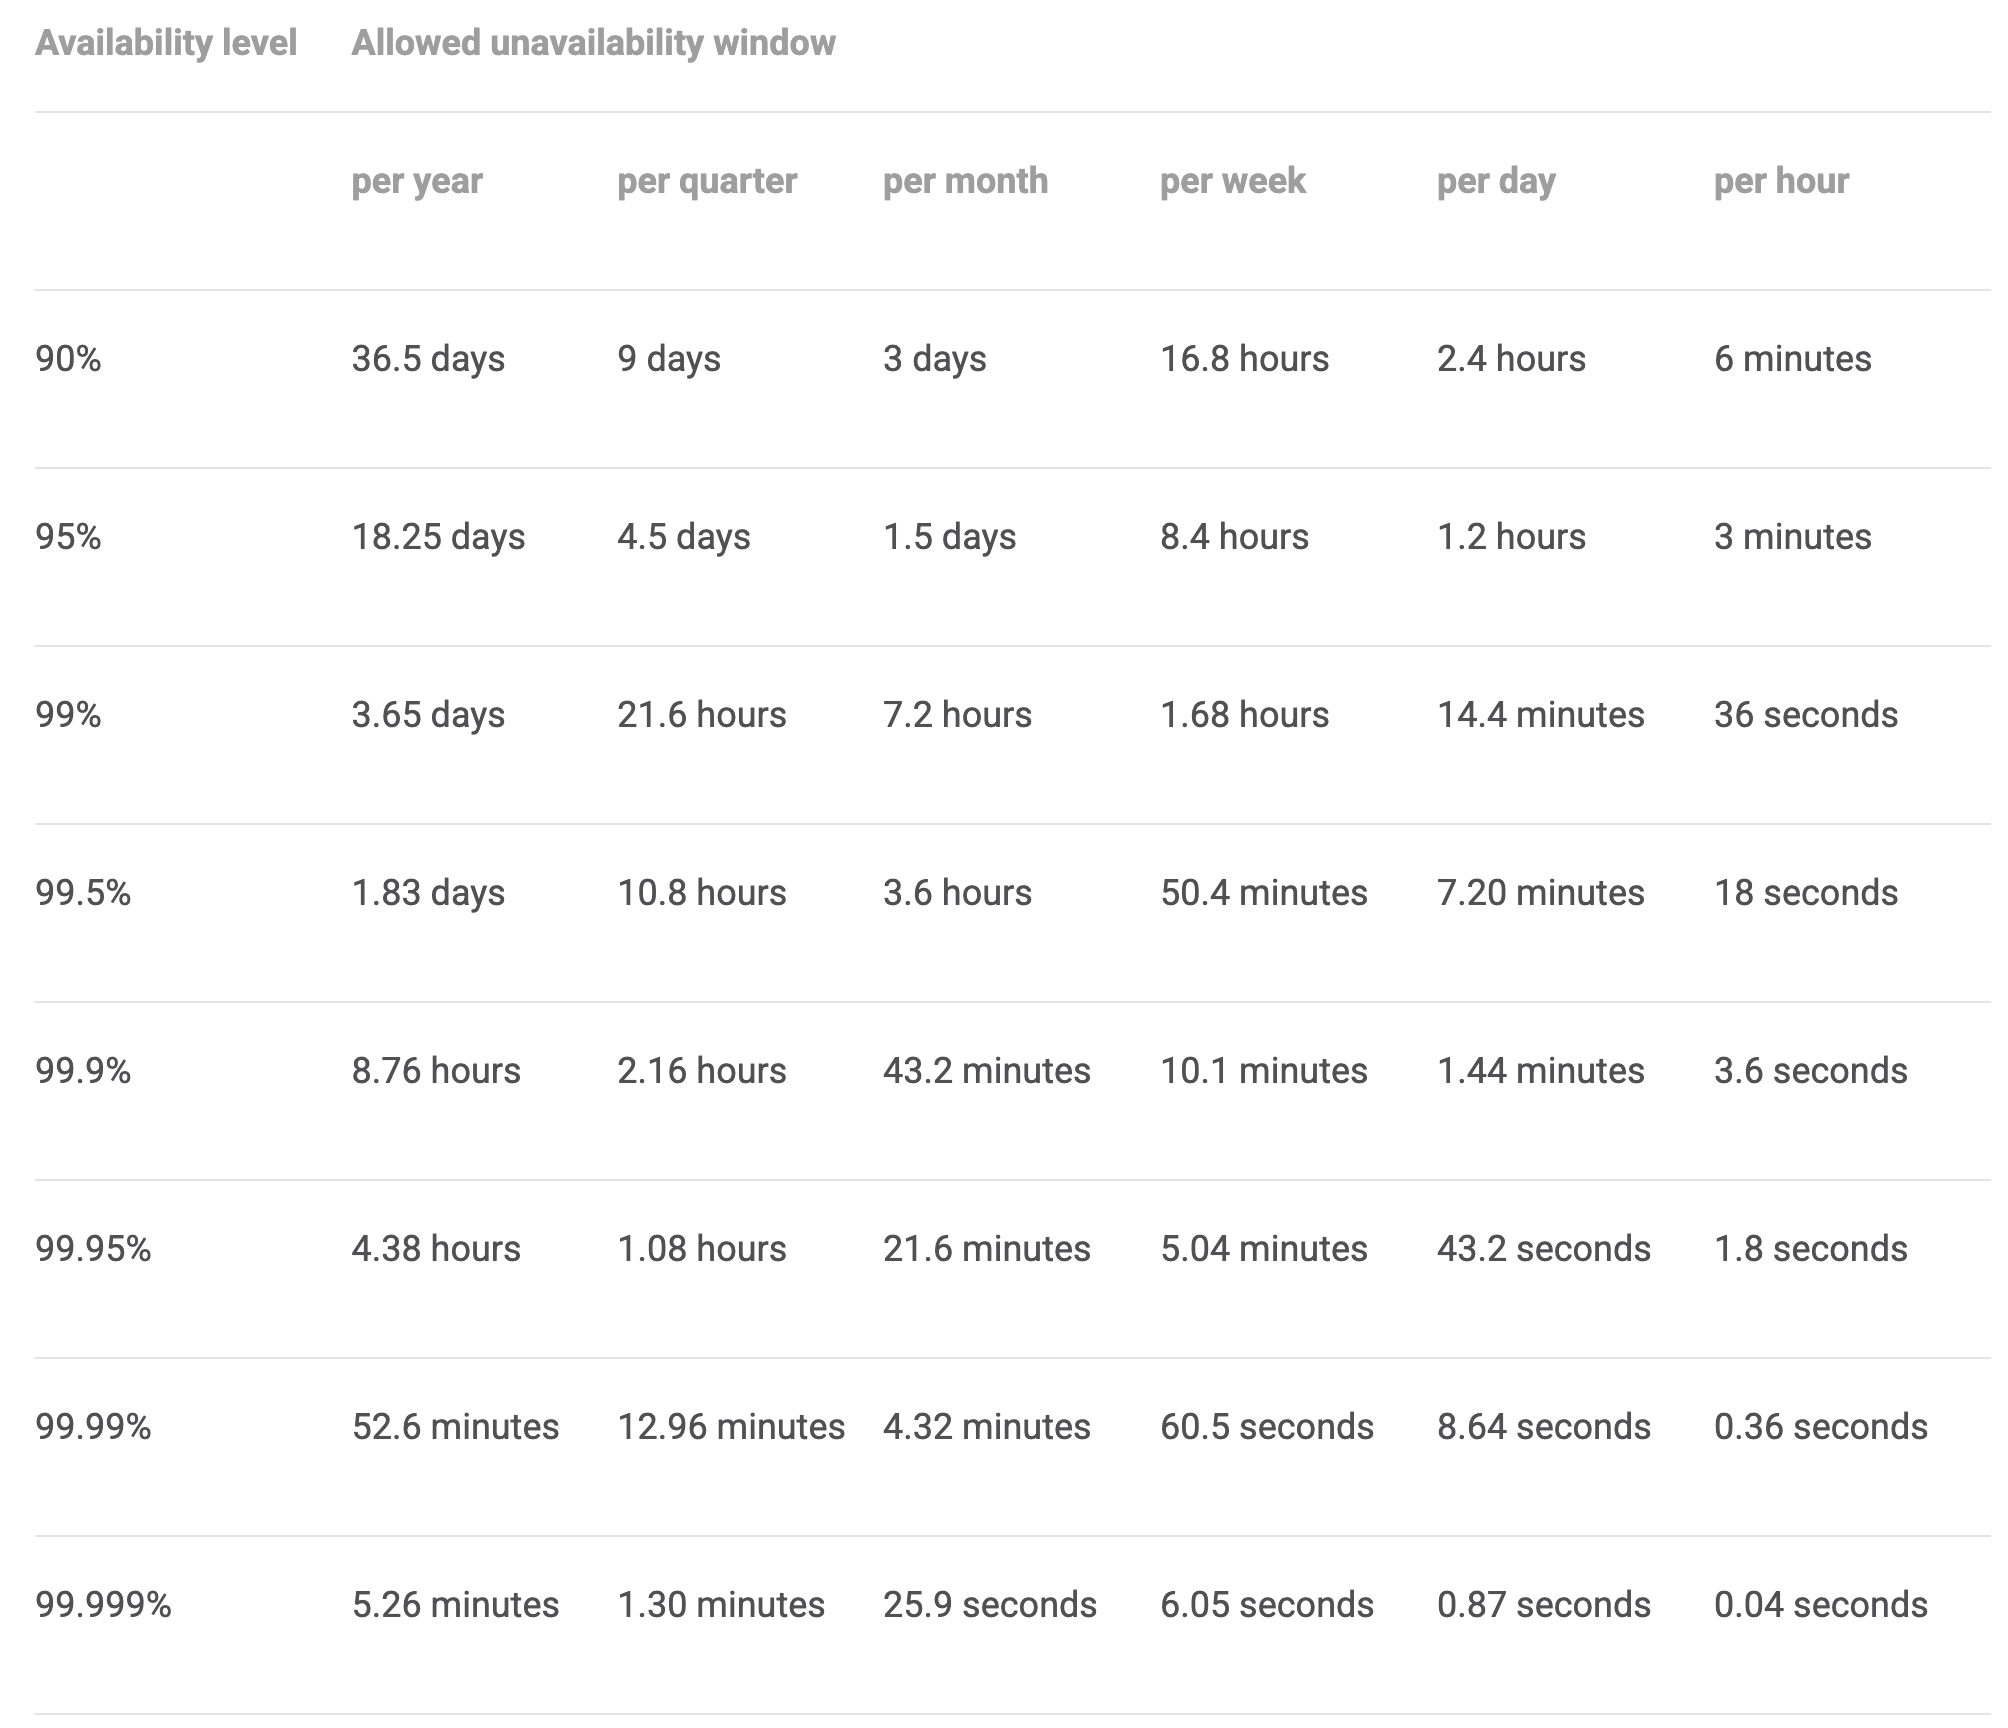 Availability level Allowed unavailability window
per year per quarter per month per week per day per hour
90% 36.5 days 9 days 3 days 16.8 hours 2.4 hours 6 minutes
95% 18.25 days 4.5 days 1.5 days 8.4 hours 1.2 hours 3 minutes
99% 3.65 days 21.6 hours 7.2 hours 1.68 hours 14.4 minutes 36 seconds
99.5% 1.83 days 10.8 hours 3.6 hours 50.4 minutes 7.20 minutes 18 seconds
99.9% 8.76 hours 2.16 hours 43.2 minutes 10.1 minutes 1.44 minutes 3.6 seconds
99.95% 4.38 hours 1.08 hours 21.6 minutes 5.04 minutes 43.2 seconds 1.8 seconds
99.99% 52.6 minutes 12.96 minutes 4.32 minutes 60.5 seconds 8.64 seconds 0.36 seconds
99.999% 5.26 minutes 1.30 minutes 25.9 seconds 6.05 seconds 0.87 seconds 0.04 seconds